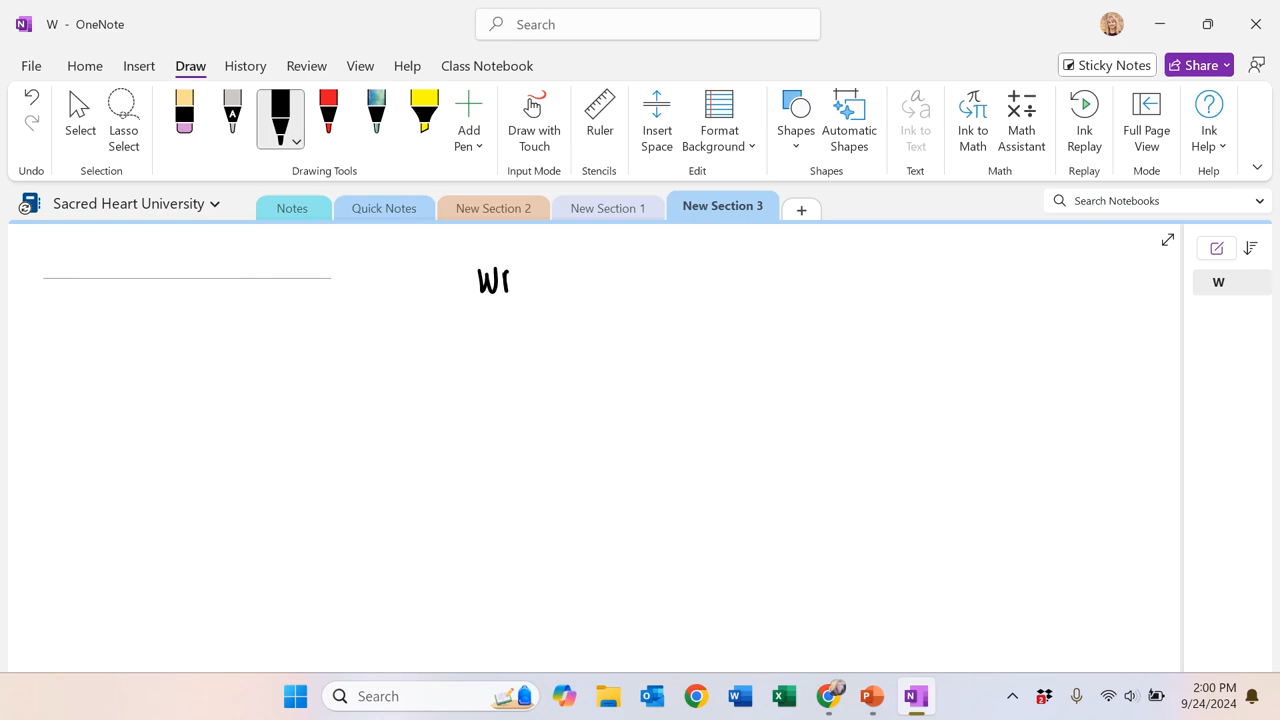 W - OneNote
Search
File Home Insert Draw History Review View Help Class Notebook Sticky Notes Share
Undo
Select
Lasso Select
A
Add Pen
Draw with Touch
Ruler
Insert Space
Format Background
Shapes
Automatic Shapes
Ink to Text
Ink to Math
Math Assistant
Ink Replay
Full Page View
Ink Help
Undo Selection Drawing Tools Input Mode Stencils Edit Shapes Text Math Replay Mode Help
Sacred Heart University Notes Quick Notes New Section 2 New Section 1 New Section 3 Search Notebooks
Wr
W
Search
2:00 PM
9/24/2024